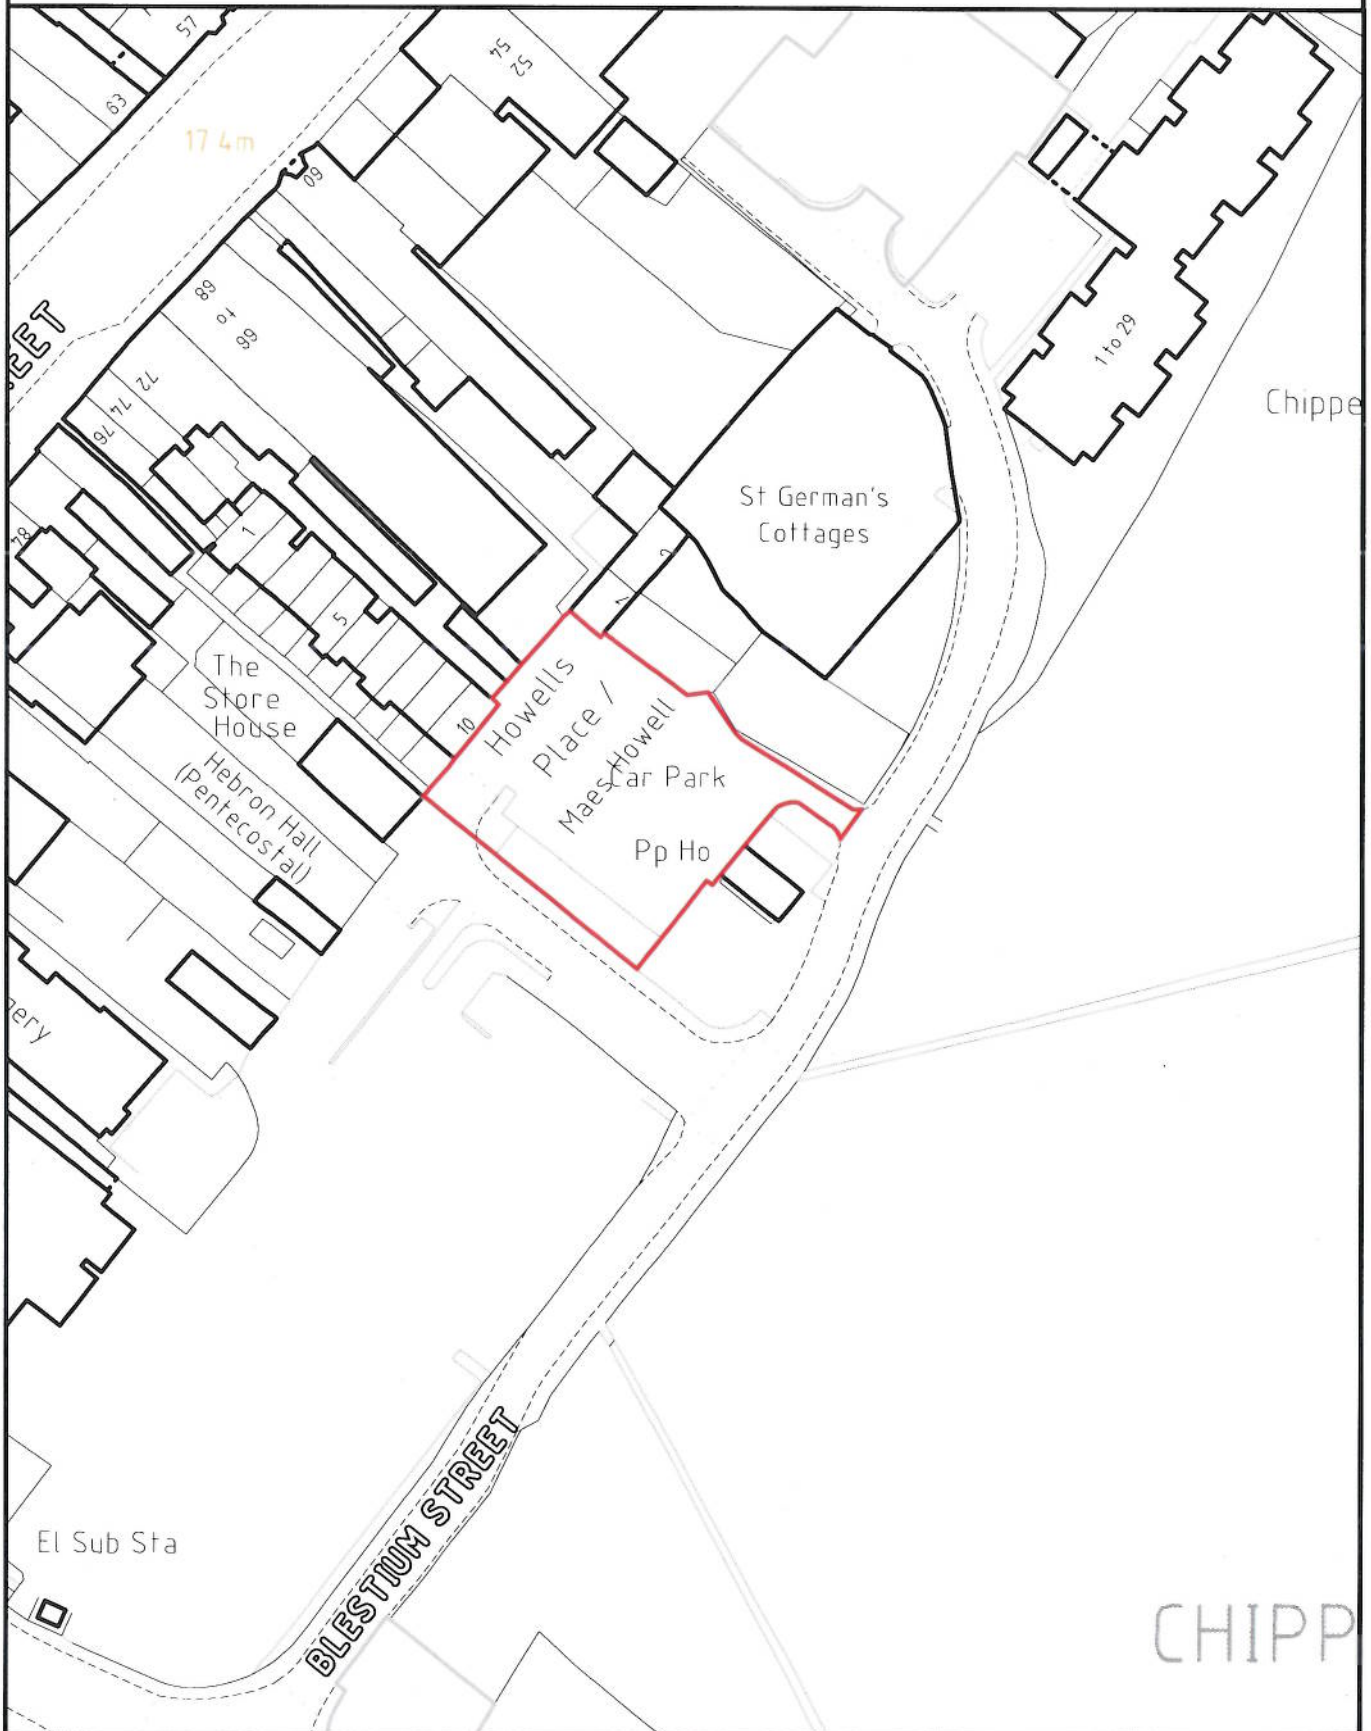 57
54
52
63
17 4m
60
68
to
66
1 to 29
EET
72
74
76
Chippe
St German's
Cottages
78
1
2
5
The
Store
House
10
Howells
Place /
Maes Howell
Car Park
Hebron Hall
(Pentecostal)
Pp Ho
ery
BLESTIUM STREET
El Sub Sta
CHIPP